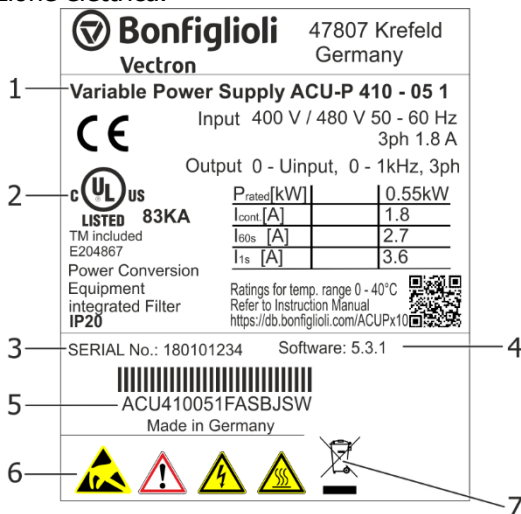 zione elettrica.
Bonfiglioli
Vectron
47807 Krefeld
Germany
1 Variable Power Supply ACU-P 410 - 05 1
CE
Input 400 V / 480 V 50 - 60 Hz
3ph 1.8 A
Output 0 - Uinput, 0 - 1kHz, 3ph
2 C UL US
LISTED 83KA
TM included
E204867
Power Conversion
Equipment
integrated Filter
IP20
Prated[kW] 0.55kW
Icont.[A] 1.8
I60s [A] 2.7
I1s [A] 3.6
Ratings for temp. range 0 - 40°C
Refer to Instruction Manual
https://db.bonfiglioli.com/ACUPx10
3 SERIAL No.: 180101234 Software: 5.3.1 4
5 ACU410051FASBJSW
Made in Germany
6
7